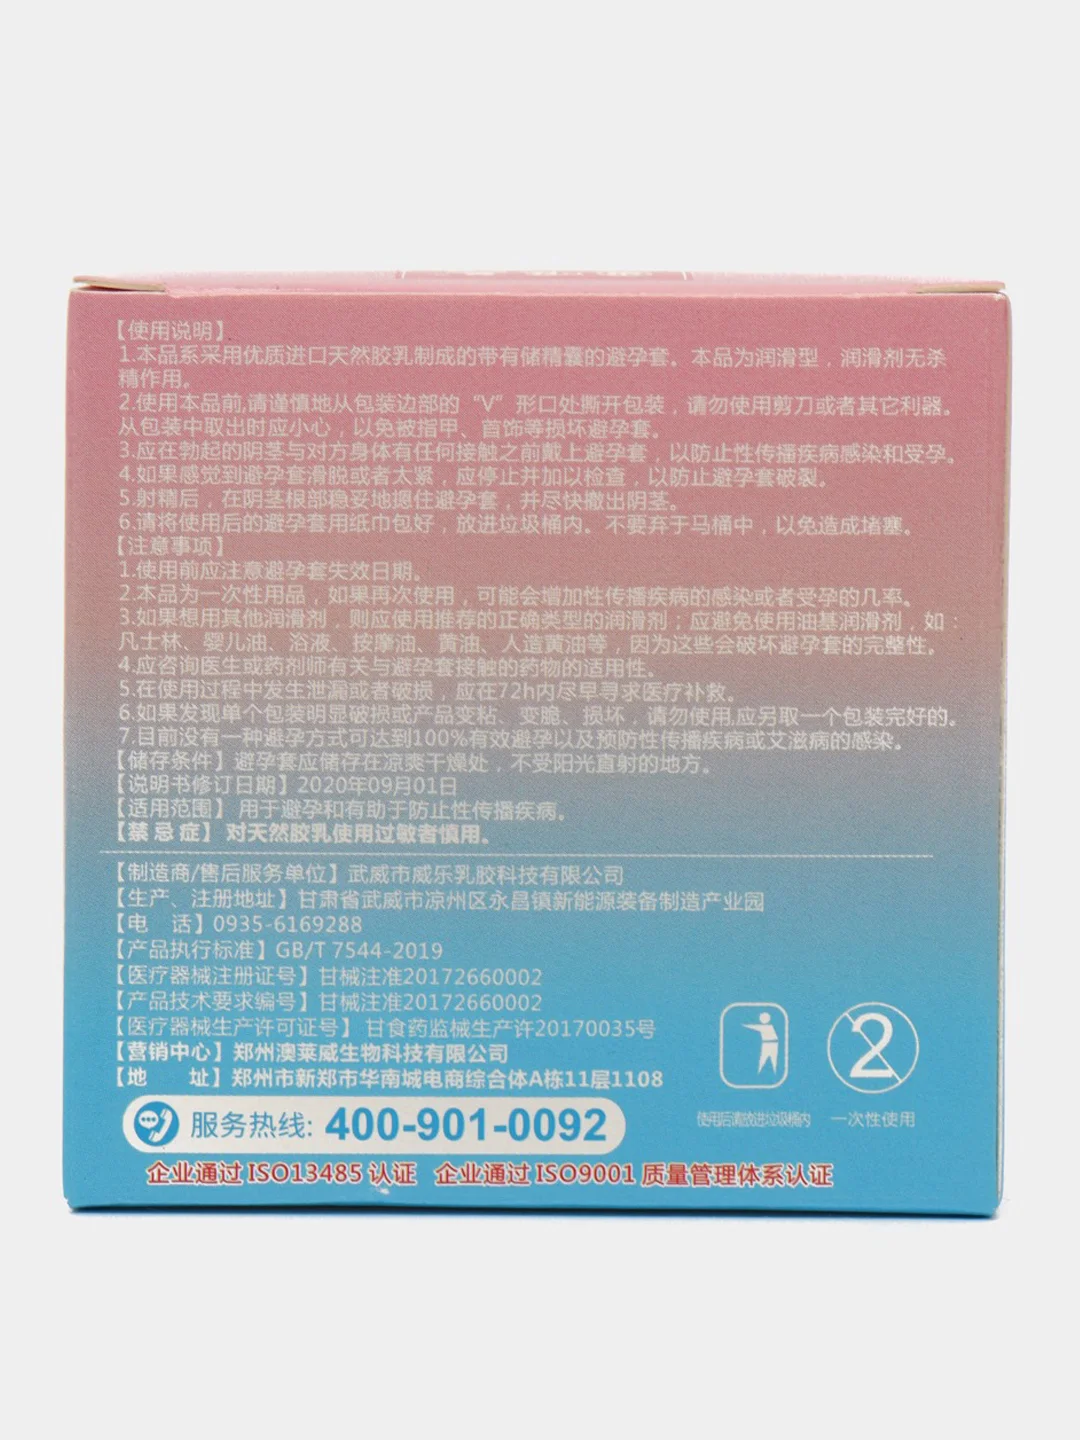 【使用说明】
1.本品系采用优质进口天然胶乳制成的带有储精囊的避孕套。本品为润滑型，润滑剂无杀
精作用。
2.使用本品前,请谨慎地从包装边部的“V”形口处撕开包装，请勿使用剪刀或者其它利器。
从包装中取出时应小心，以免被指甲、首饰等损坏避孕套。
3.应在勃起的阴茎与对方身体有任何接触之前戴上避孕套，以防止性传播疾病感染和受孕。
4.如果感觉到避孕套滑脱或者太紧，应停止并加以检查，以防止避孕套破裂。
5.射精后，在阴茎根部稳妥地摁住避孕套，并尽快撤出阴茎。
6.请将使用后的避孕套用纸巾包好，放进垃圾桶内。不要弃于马桶中，以免造成堵塞。
【注意事项】
1.使用前应注意避孕套失效日期。
2.本品为一次性用品，如果再次使用，可能会增加性传播疾病的感染或者受孕的几率。
3.如果想用其他润滑剂，则应使用推荐的正确类型的润滑剂；应避免使用油基润滑剂，如：
凡士林、婴儿油、浴液、按摩油、黄油、人造黄油等，因为这些会破坏避孕套的完整性。
4.应咨询医生或药剂师有关与避孕套接触的药物的适用性。
5.在使用过程中发生泄漏或者破损，应在72h内尽早寻求医疗补救。
6.如果发现单个包装明显破损或产品变粘、变脆、损坏，请勿使用,应另取一个包装完好的。
7.目前没有一种避孕方式可达到100%有效避孕以及预防性传播疾病或艾滋病的感染。
【储存条件】避孕套应储存在凉爽干燥处，不受阳光直射的地方。
【说明书修订日期】2020年09月01日
【适用范围】用于避孕和有助于防止性传播疾病。
【禁忌症】对天然胶乳使用过敏者慎用。
【制造商/售后服务单位】武威市威乐乳胶科技有限公司
【生产、注册地址】甘肃省武威市凉州区永昌镇新能源装备制造产业园
【电 话】0935-6169288
【产品执行标准】GB/T 7544-2019
【医疗器械注册证号】甘械注准20172660002
【产品技术要求编号】甘械注准20172660002
【医疗器械生产许可证号】甘食药监械生产许20170035号
【营销中心】郑州澳莱威生物科技有限公司
【地 址】郑州市新郑市华南城电商综合体A栋11层1108
使用后请放进垃圾桶内 一次性使用
服务热线: 400-901-0092
企业通过ISO13485认证 企业通过ISO9001质量管理体系认证